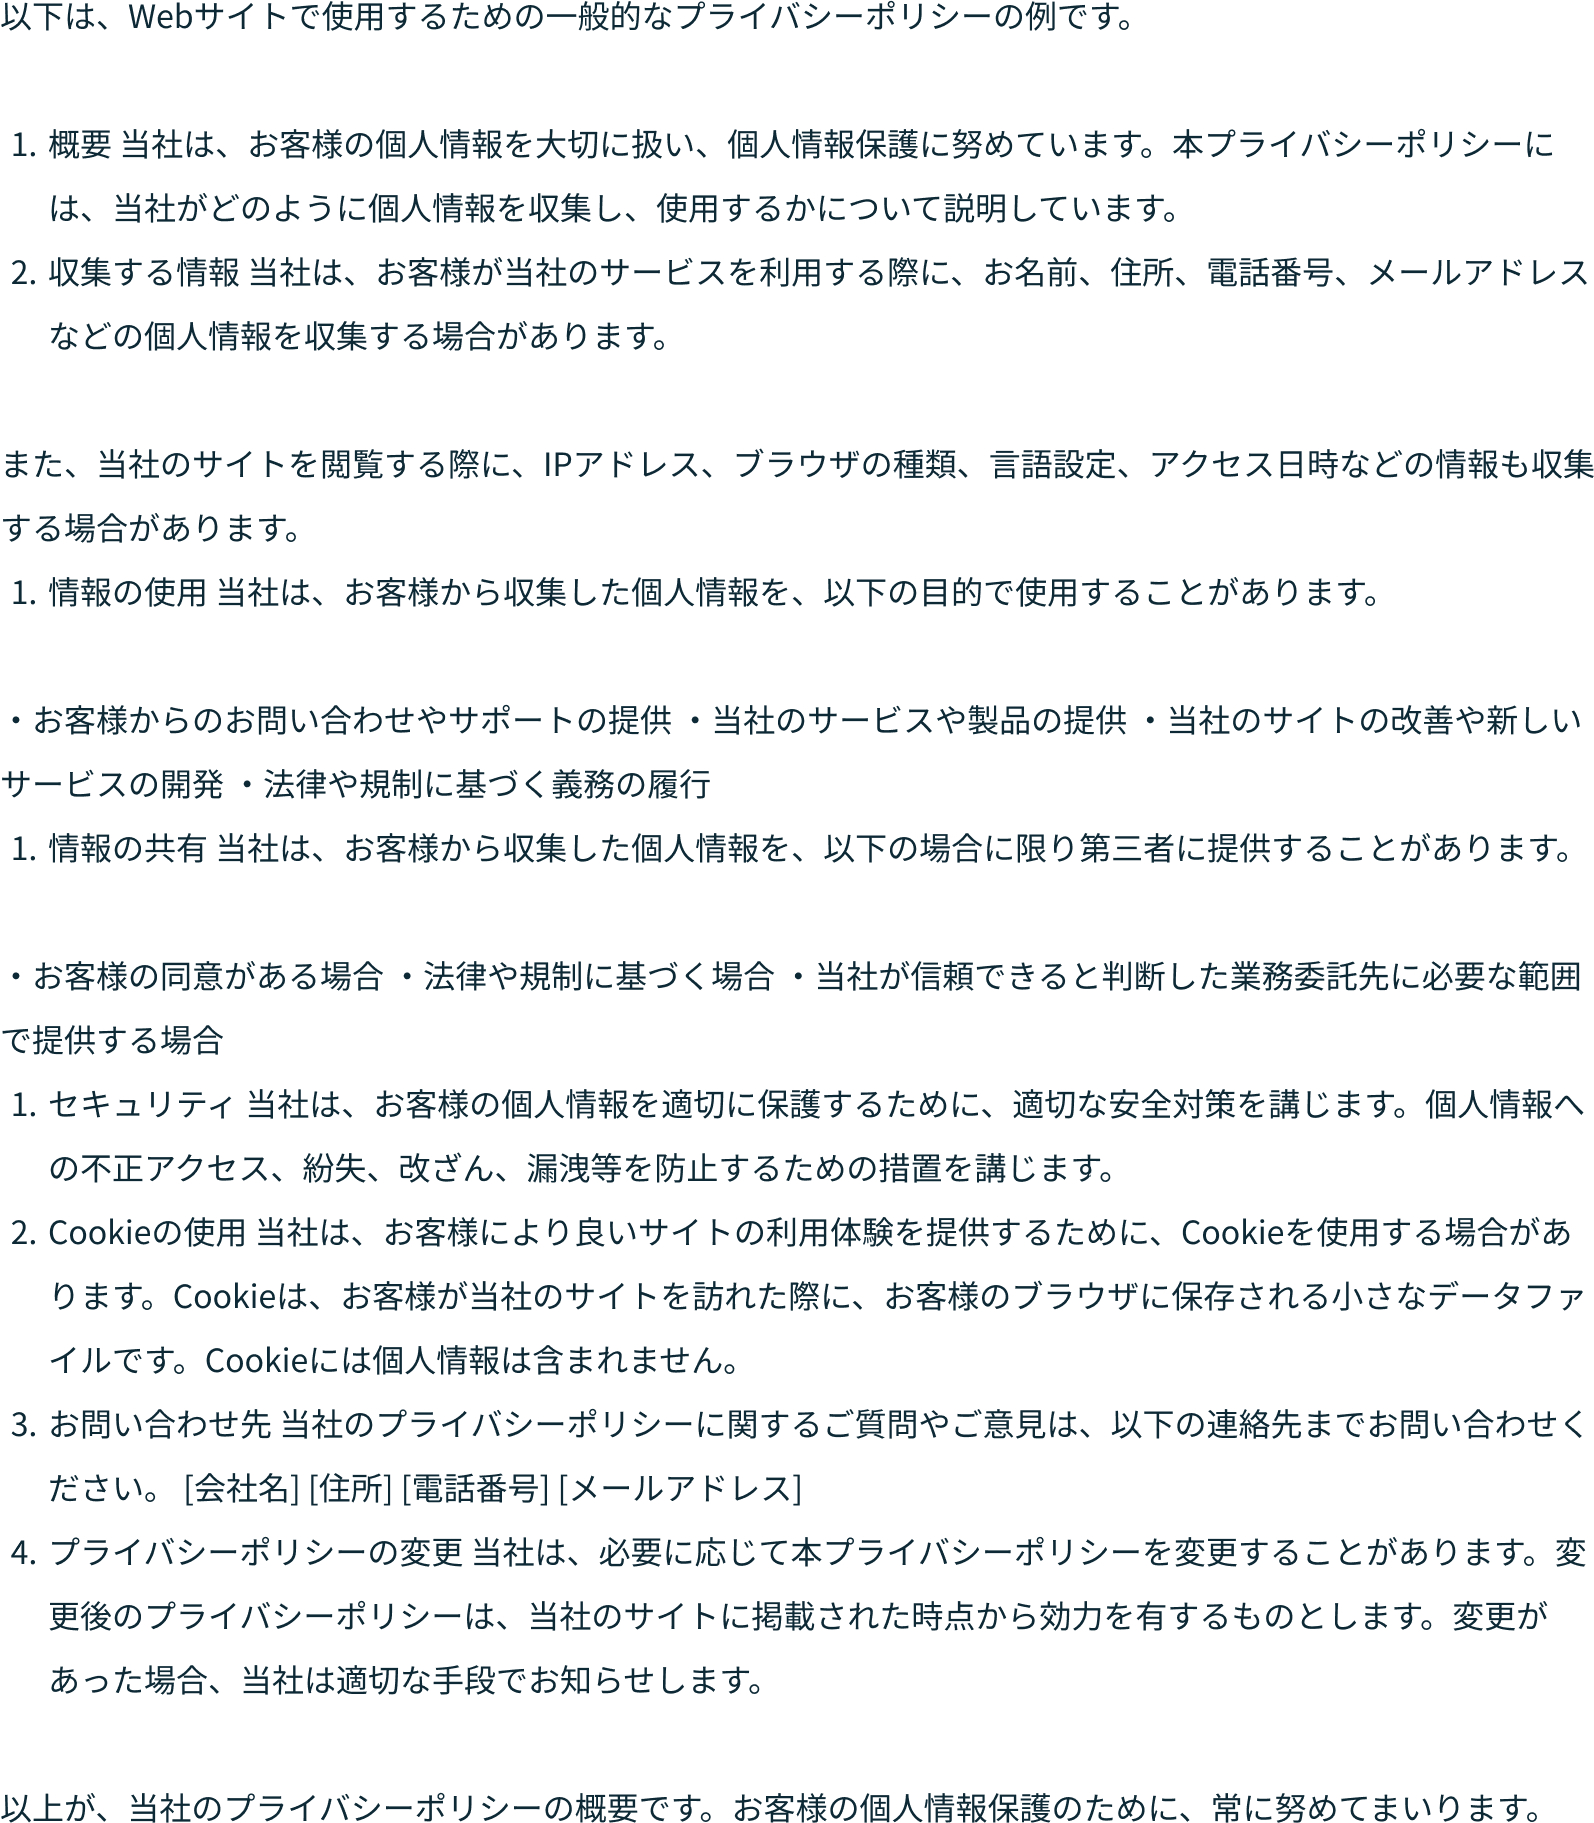 以下は、Webサイトで使用するための一般的なプライバシーポリシーの例です。
1. 概要 当社は、お客様の個人情報を大切に扱い、個人情報保護に努めています。本プライバシーポリシーに
は、当社がどのように個人情報を収集し、使用するかについて説明しています。
2. 収集する情報 当社は、お客様が当社のサービスを利用する際に、お名前、住所、電話番号、メールアドレス
などの個人情報を収集する場合があります。
また、当社のサイトを閲覧する際に、IPアドレス、ブラウザの種類、言語設定、アクセス日時などの情報も収集
する場合があります。
1. 情報の使用 当社は、お客様から収集した個人情報を、以下の目的で使用することがあります。
・お客様からのお問い合わせやサポートの提供 ・当社のサービスや製品の提供 ・当社のサイトの改善や新しい
サービスの開発 ・法律や規制に基づく義務の履行
1. 情報の共有 当社は、お客様から収集した個人情報を、以下の場合に限り第三者に提供することがあります。
・お客様の同意がある場合 ・法律や規制に基づく場合 ・当社が信頼できると判断した業務委託先に必要な範囲
で提供する場合
1. セキュリティ 当社は、お客様の個人情報を適切に保護するために、適切な安全対策を講じます。個人情報へ
の不正アクセス、紛失、改ざん、漏洩等を防止するための措置を講じます。
2. Cookieの使用 当社は、お客様により良いサイトの利用体験を提供するために、Cookieを使用する場合があ
ります。Cookieは、お客様が当社のサイトを訪れた際に、お客様のブラウザに保存される小さなデータファ
イルです。Cookieには個人情報は含まれません。
3. お問い合わせ先 当社のプライバシーポリシーに関するご質問やご意見は、以下の連絡先までお問い合わせく
ださい。 [会社名] [住所] [電話番号] [メールアドレス]
4. プライバシーポリシーの変更 当社は、必要に応じて本プライバシーポリシーを変更することがあります。変
更後のプライバシーポリシーは、当社のサイトに掲載された時点から効力を有するものとします。変更が
あった場合、当社は適切な手段でお知らせします。
以上が、当社のプライバシーポリシーの概要です。お客様の個人情報保護のために、常に努めてまいります。